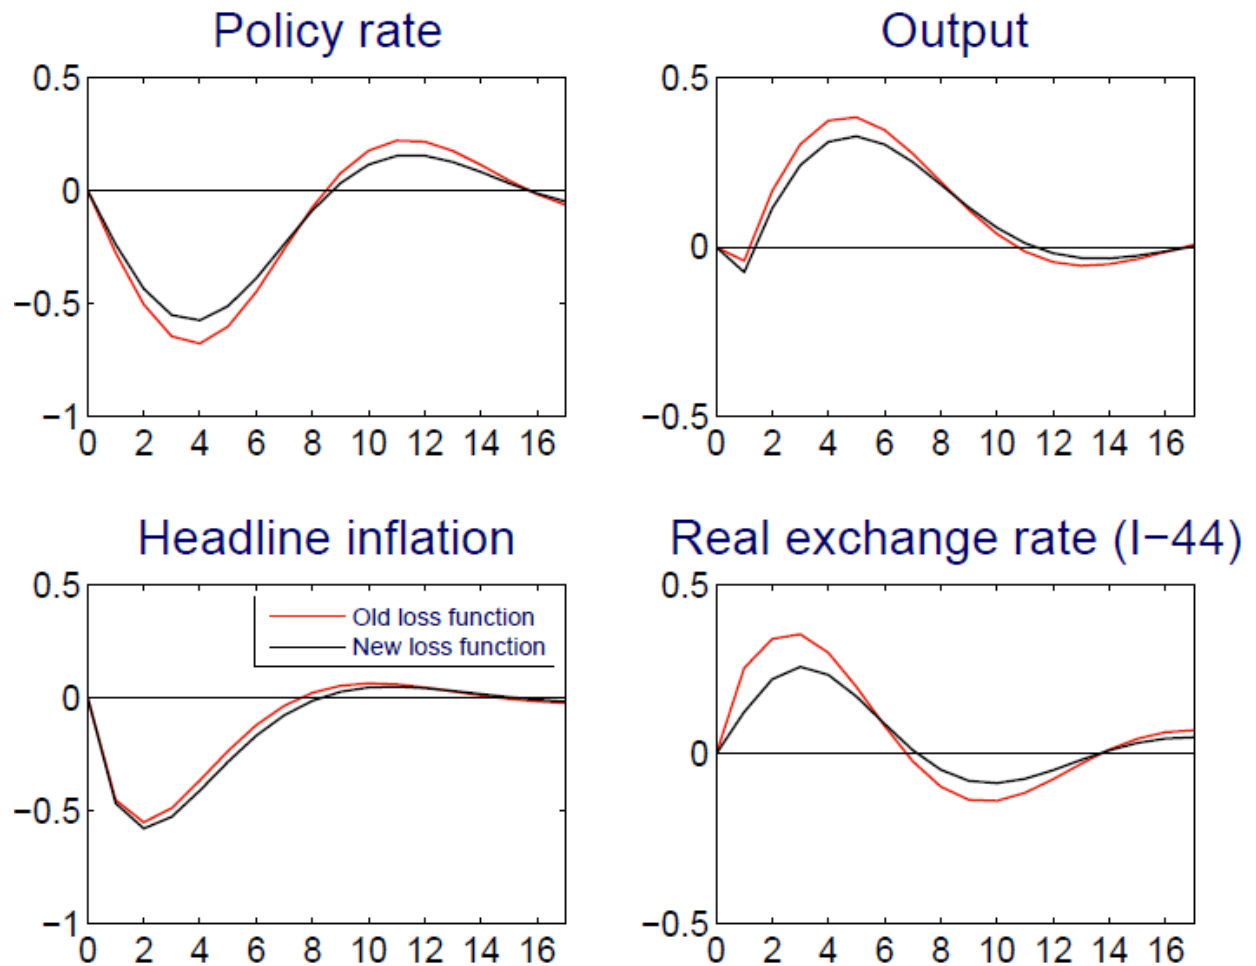 Policy rate
0.5
0
−0.5
−1
0 2 4 6 8 10 12 14 16
Output
0.5
0
−0.5
0 2 4 6 8 10 12 14 16
Headline inflation
0.5
0
−0.5
−1
0 2 4 6 8 10 12 14 16
Old loss function
New loss function
Real exchange rate (I−44)
0.5
0
−0.5
0 2 4 6 8 10 12 14 16